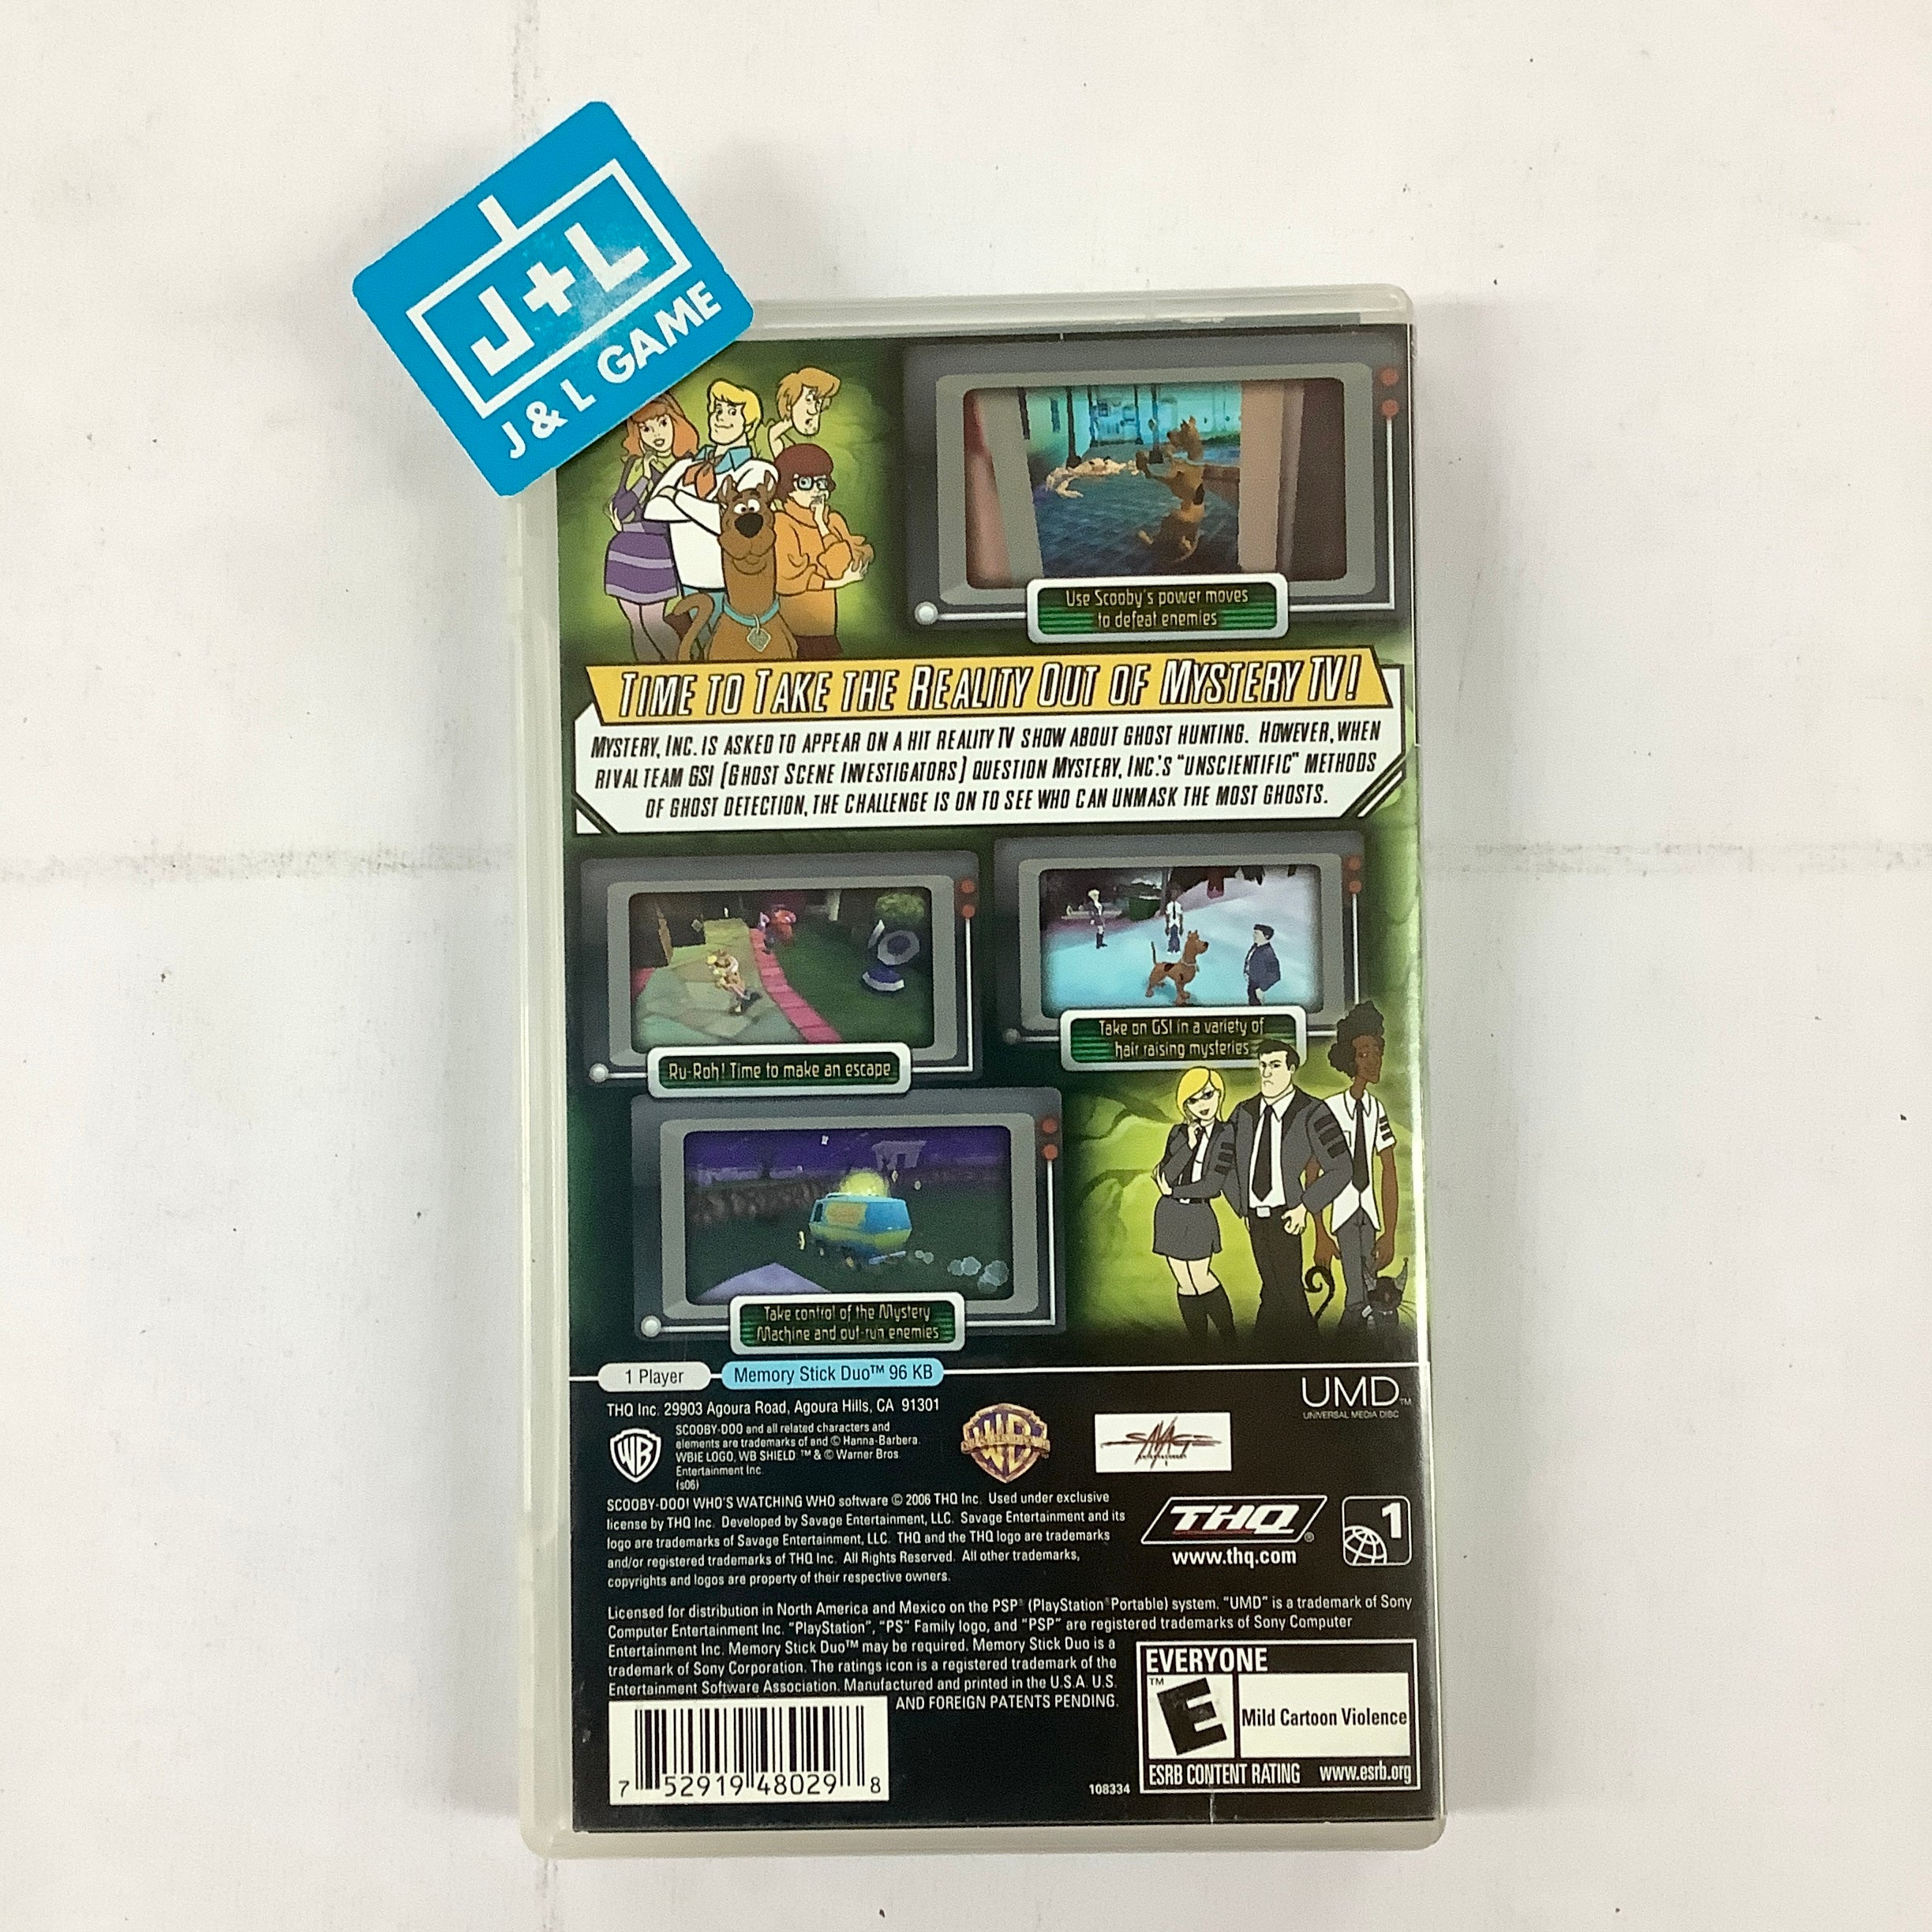 J+L
J & L GAME
Use Scooby's power moves
to defeat enemies
TIME TO TAKE THE REALITY OUT OF MYSTERY TV!
MYSTERY, INC. IS ASKED TO APPEAR ON A HIT REALITY TV SHOW ABOUT GHOST HUNTING. HOWEVER, WHEN
RIVAL TEAM GSI (GHOST SCENE INVESTIGATORS) QUESTION MYSTERY, INC.'S "UNSCIENTIFIC" METHODS
OF GHOST DETECTION, THE CHALLENGE IS ON TO SEE WHO CAN UNMASK THE MOST GHOSTS.
Ru-Roh! Time to make an escape
Take on GSI in a variety of
hair raising mysteries
Take control of the Mystery
Machine and out-run enemies
1 Player
Memory Stick Duo™ 96 KB
UMD™
UNIVERSAL MEDIA DISC
THQ Inc. 29903 Agoura Road, Agoura Hills, CA 91301
WB
SCOOBY-DOO and all related characters and
elements are trademarks of and © Hanna-Barbera.
WBIE LOGO, WB SHIELD: ™ & © Warner Bros.
Entertainment Inc.
(s06)
WB
SAVAGE
SCOOBY-DOO! WHO'S WATCHING WHO software © 2006 THQ Inc. Used under exclusive
license by THQ Inc. Developed by Savage Entertainment, LLC. Savage Entertainment and its
logo are trademarks of Savage Entertainment, LLC. THQ and the THQ logo are trademarks
and/or registered trademarks of THQ Inc. All Rights Reserved. All other trademarks,
copyrights and logos are property of their respective owners.
THQ®
www.thq.com
1
Licensed for distribution in North America and Mexico on the PSP® (PlayStation®Portable) system. "UMD" is a trademark of Sony
Computer Entertainment Inc. "PlayStation", "PS" Family logo, and "PSP" are registered trademarks of Sony Computer
Entertainment Inc. Memory Stick Duo™ may be required. Memory Stick Duo is a
trademark of Sony Corporation. The ratings icon is a registered trademark of the
Entertainment Software Association. Manufactured and printed in the U.S.A. U.S.
AND FOREIGN PATENTS PENDING.
EVERYONE
™
E
Mild Cartoon Violence
ESRB CONTENT RATING www.esrb.org
7 52919 48029 8
108334